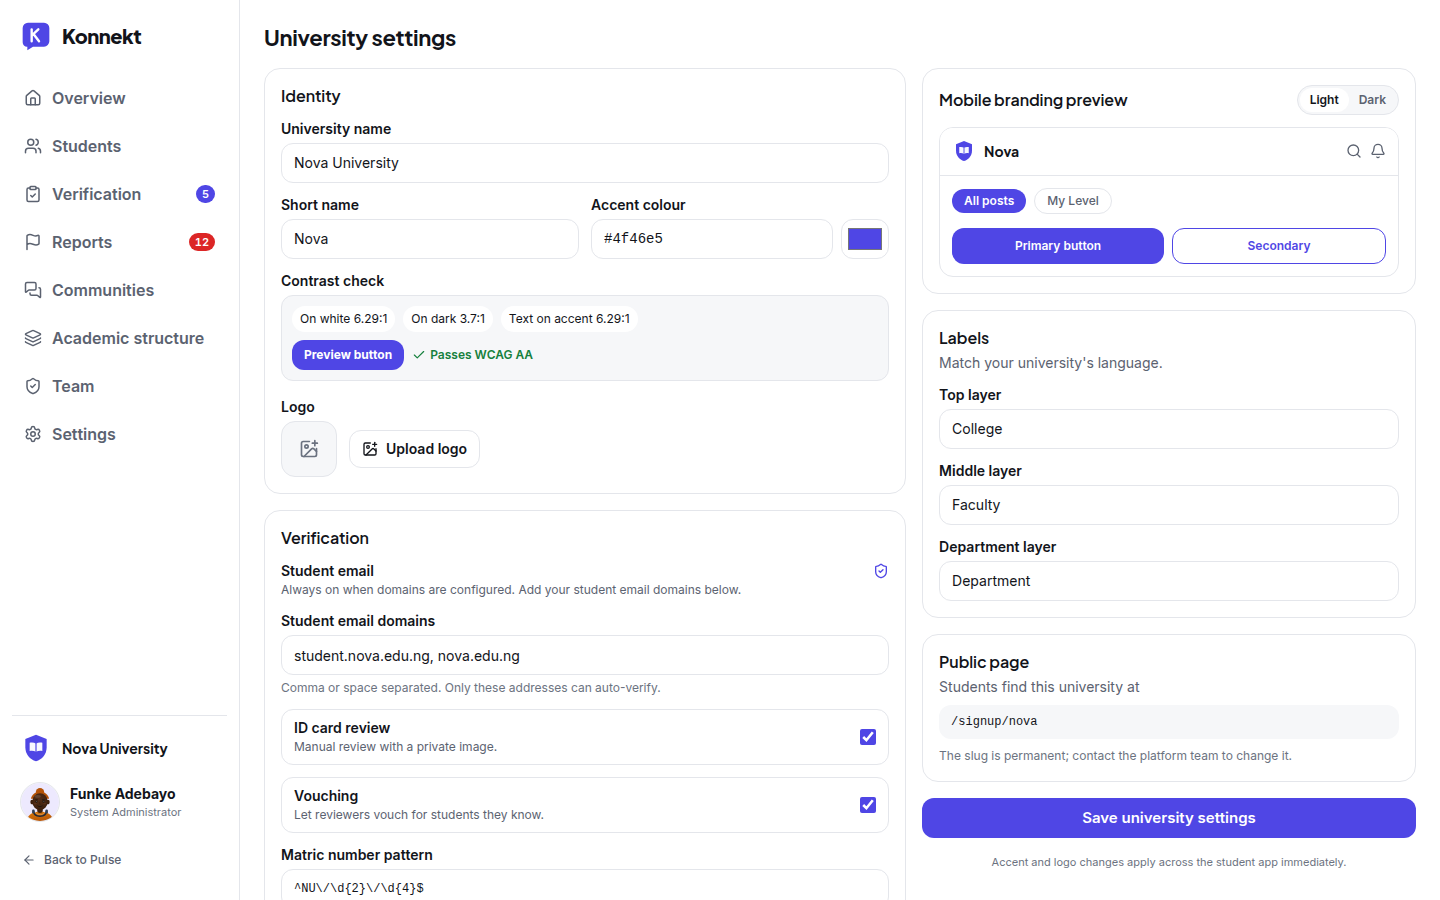 Konnekt
Overview
Students
Verification 5
Reports 12
Communities
Academic structure
Team
Settings
Nova University
Funke Adebayo
System Administrator
Back to Pulse
University settings
Identity
University name
Nova University
Short name
Nova
Accent colour
#4f46e5
Contrast check
On white 6.29:1 On dark 3.7:1 Text on accent 6.29:1
Preview button Passes WCAG AA
Logo
Upload logo
Verification
Student email
Always on when domains are configured. Add your student email domains below.
Student email domains
student.nova.edu.ng, nova.edu.ng
Comma or space separated. Only these addresses can auto-verify.
ID card review
Manual review with a private image.
Vouching
Let reviewers vouch for students they know.
Matric number pattern
^NU\/\d{2}\/\d{4}$
Mobile branding preview
Light Dark
Nova
All posts My Level
Primary button Secondary
Labels
Match your university's language.
Top layer
College
Middle layer
Faculty
Department layer
Department
Public page
Students find this university at
/signup/nova
The slug is permanent; contact the platform team to change it.
Save university settings
Accent and logo changes apply across the student app immediately.